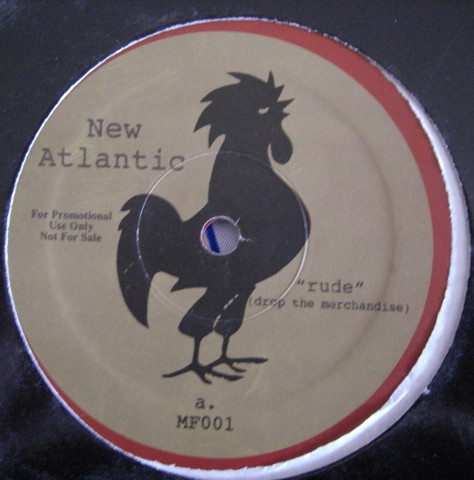 New
Atlantic
For Promotional
Use Only
Not For Sale
"rude"
(drop the merchandise)
a.
MF001